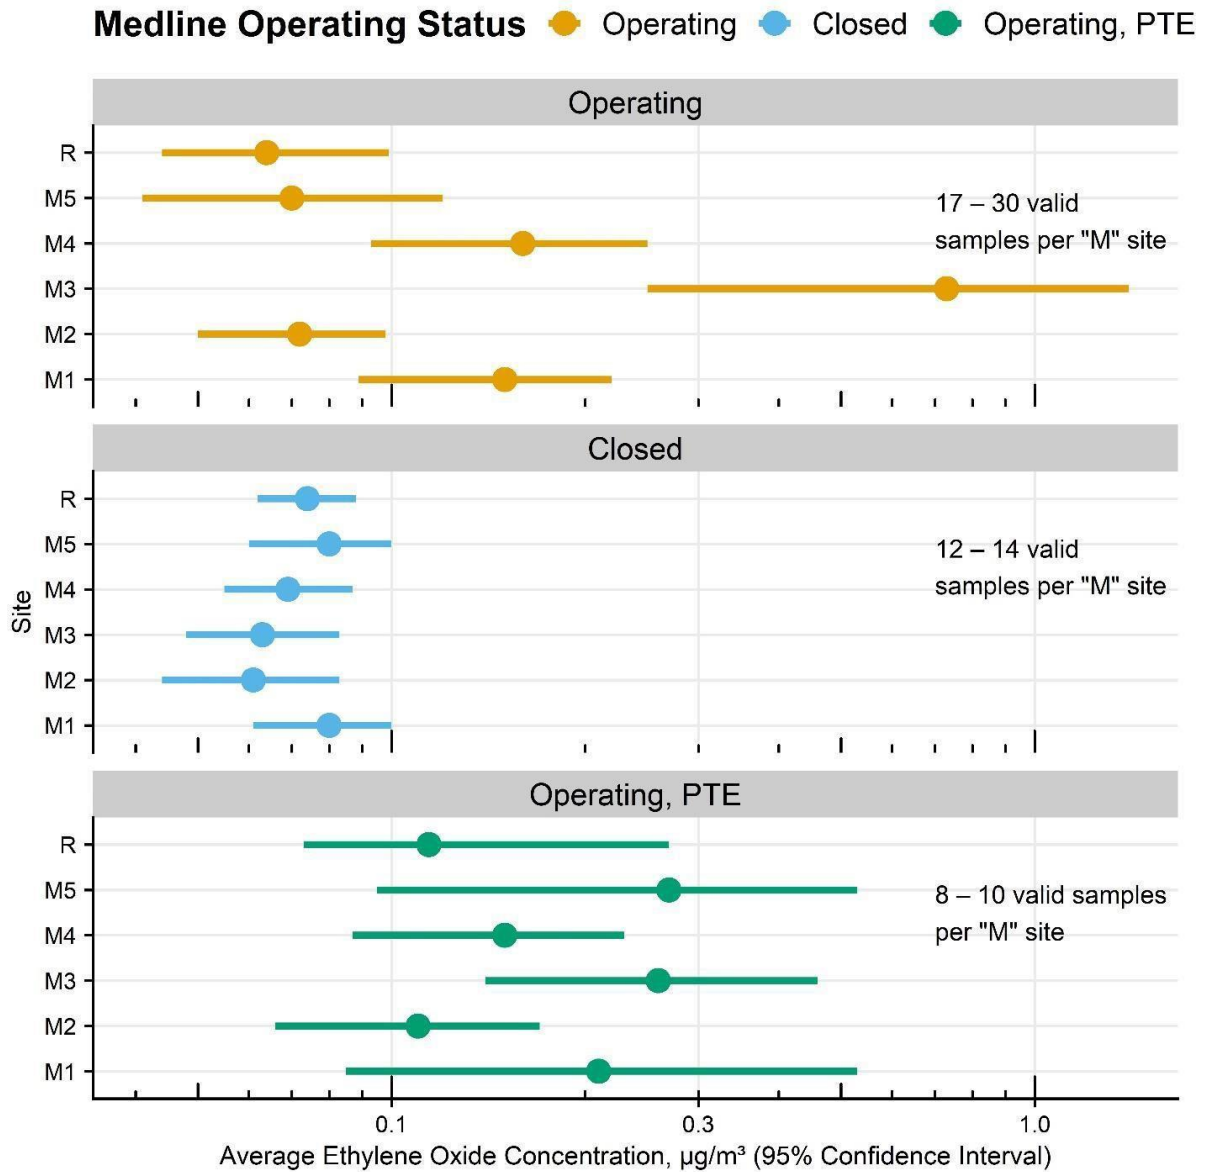 Medline Operating Status Operating Closed Operating, PTE
Operating
R
M5
17 – 30 valid
samples per "M" site
M4
M3
M2
M1
Closed
R
M5
12 – 14 valid
samples per "M" site
M4
Site
M3
M2
M1
Operating, PTE
R
M5
8 – 10 valid samples
per "M" site
M4
M3
M2
M1
0.1 0.3 1.0
Average Ethylene Oxide Concentration, µg/m³ (95% Confidence Interval)